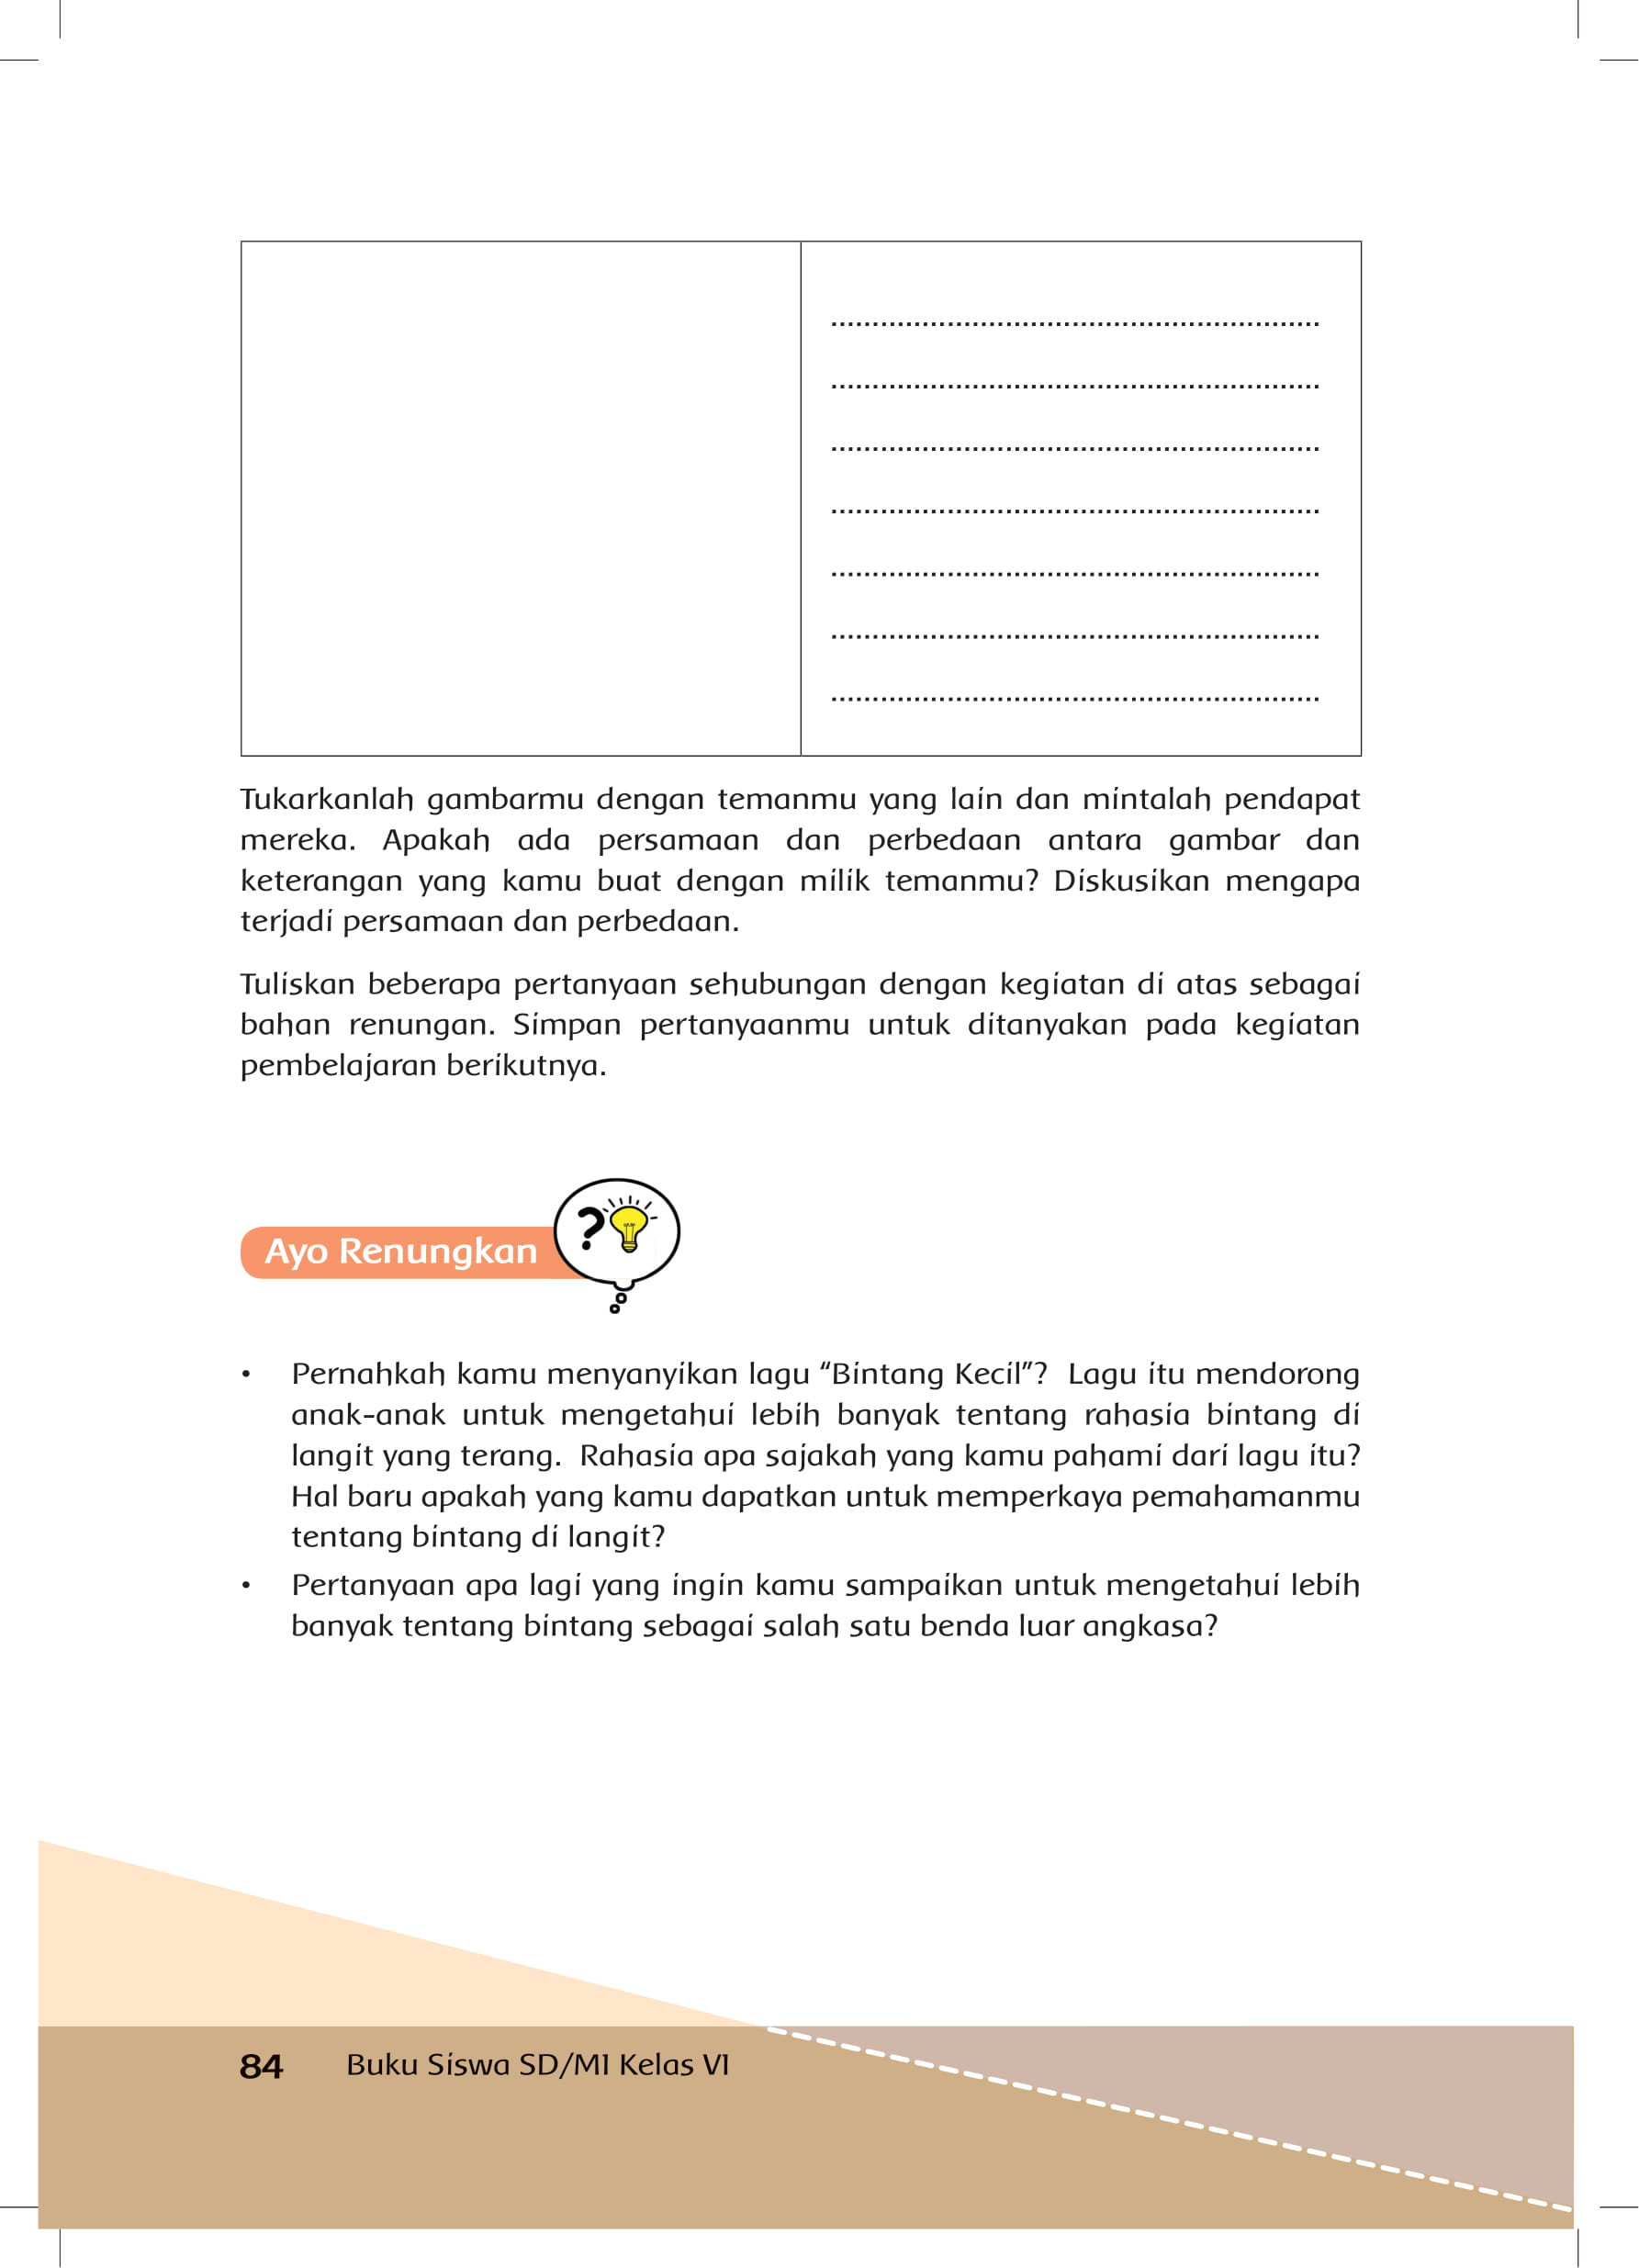 ........................................................
........................................................
........................................................
........................................................
........................................................
........................................................
........................................................
Tukarkanlah gambarmu dengan temanmu yang lain dan mintalah pendapat
mereka. Apakah ada persamaan dan perbedaan antara gambar dan
keterangan yang kamu buat dengan milik temanmu? Diskusikan mengapa
terjadi persamaan dan perbedaan.
Tuliskan beberapa pertanyaan sehubungan dengan kegiatan di atas sebagai
bahan renungan. Simpan pertanyaanmu untuk ditanyakan pada kegiatan
pembelajaran berikutnya.
?
Ayo Renungkan
• Pernahkah kamu menyanyikan lagu “Bintang Kecil”? Lagu itu mendorong
anak-anak untuk mengetahui lebih banyak tentang rahasia bintang di
langit yang terang. Rahasia apa sajakah yang kamu pahami dari lagu itu?
Hal baru apakah yang kamu dapatkan untuk memperkaya pemahamanmu
tentang bintang di langit?
• Pertanyaan apa lagi yang ingin kamu sampaikan untuk mengetahui lebih
banyak tentang bintang sebagai salah satu benda luar angkasa?
84 Buku Siswa SD/MI Kelas VI